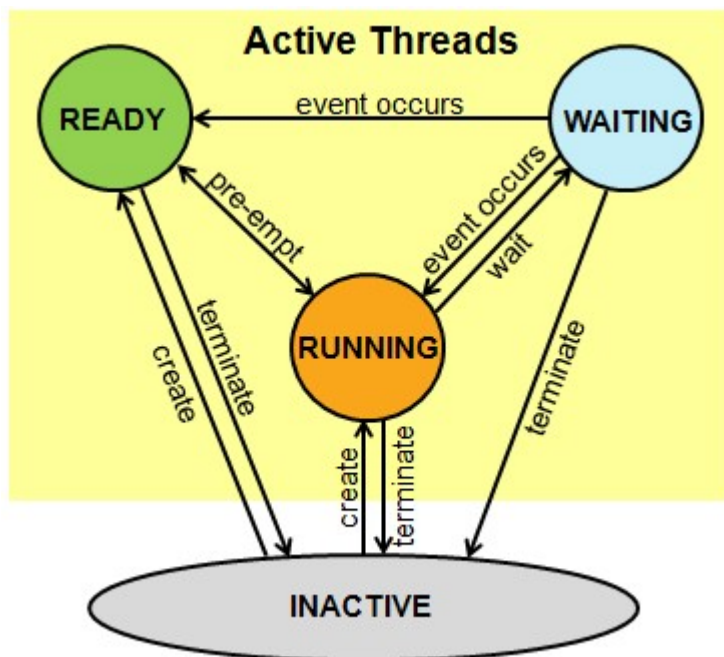 Active Threads
READY
event occurs
WAITING
pre-empt
event occurs
wait
RUNNING
create
terminate
create
terminate
terminate
INACTIVE